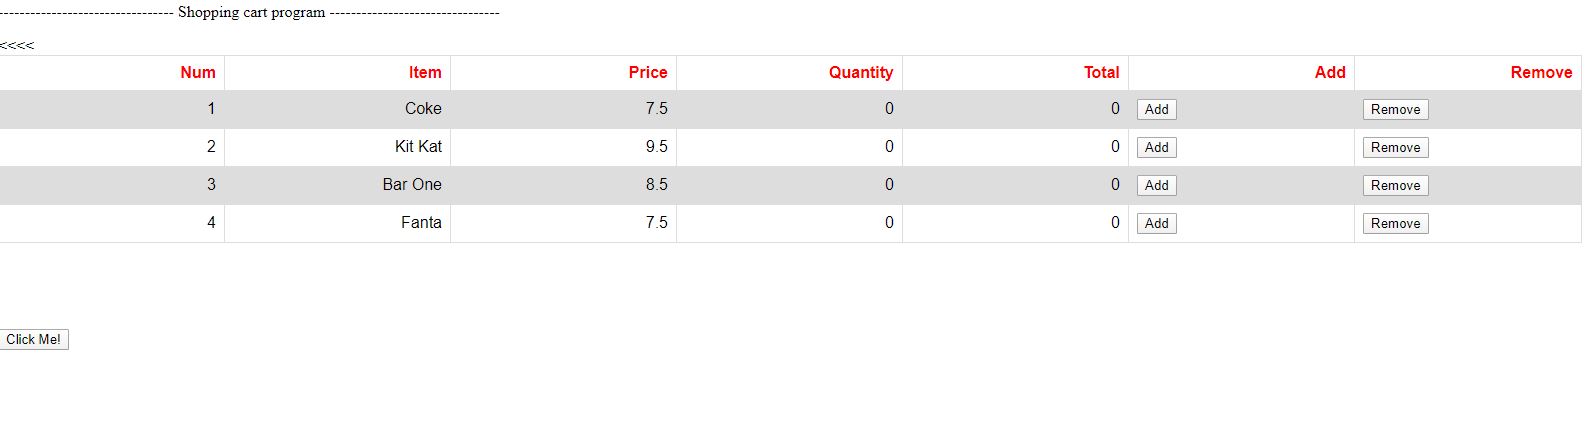 --------------------------------- Shopping cart program --------------------------------
<<<<
Num Item Price Quantity Total Add Remove
1 Coke 7.5 0 0 Add Remove
2 Kit Kat 9.5 0 0 Add Remove
3 Bar One 8.5 0 0 Add Remove
4 Fanta 7.5 0 0 Add Remove
Click Me!